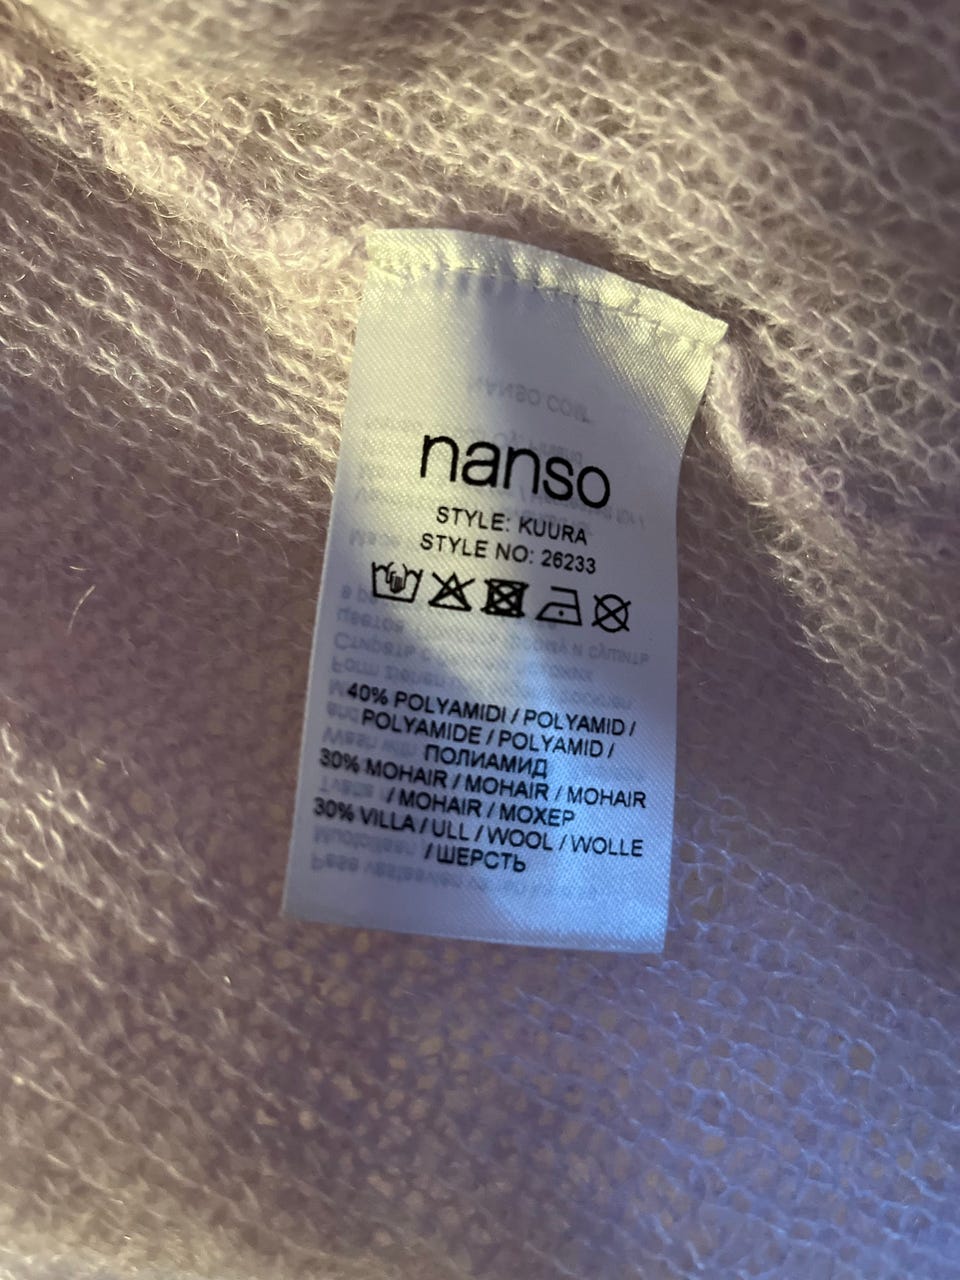 nanso
STYLE: KUURA
STYLE NO: 26233
40% POLYAMIDI / POLYAMID /
POLYAMIDE / POLYAMID /
ПОЛИАМИД
30% MOHAIR / MOHAIR / MOHAIR
/ MOHAIR / МОХЕР
30% VILLA / ULL / WOOL / WOLLE
/ ШЕРСТЬ